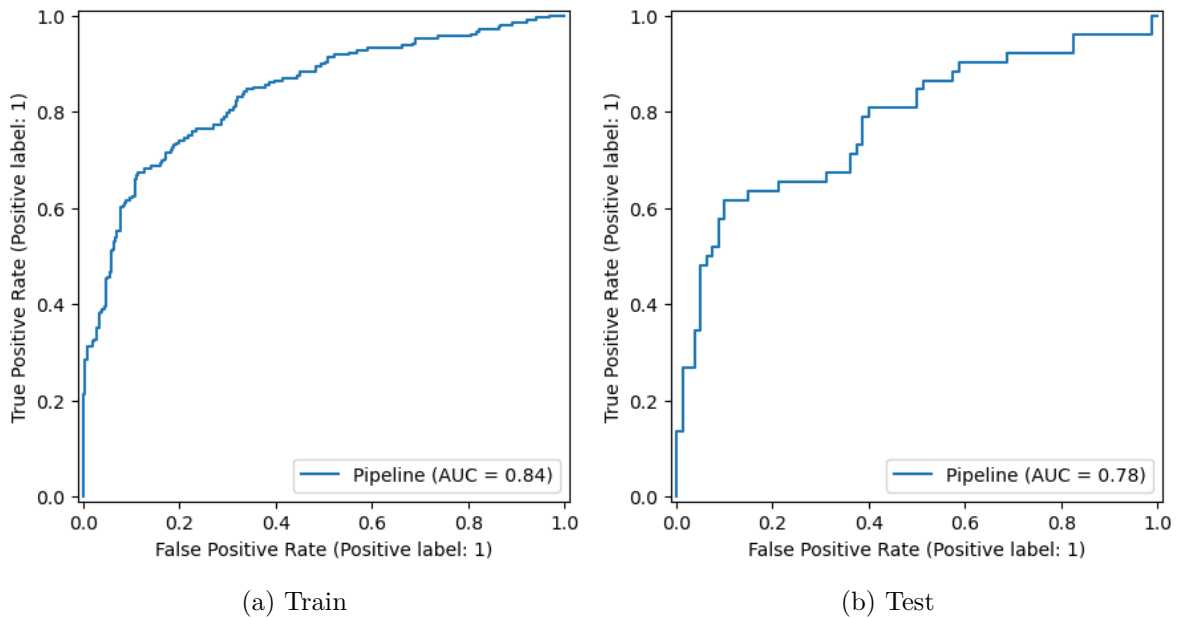 True Positive Rate (Positive label: 1)
1.0
0.8
0.6
0.4
0.2
0.0
Pipeline (AUC = 0.84)
0.0 0.2 0.4 0.6 0.8 1.0
False Positive Rate (Positive label: 1)
(a) Train
True Positive Rate (Positive label: 1)
1.0
0.8
0.6
0.4
0.2
0.0
Pipeline (AUC = 0.78)
0.0 0.2 0.4 0.6 0.8 1.0
False Positive Rate (Positive label: 1)
(b) Test